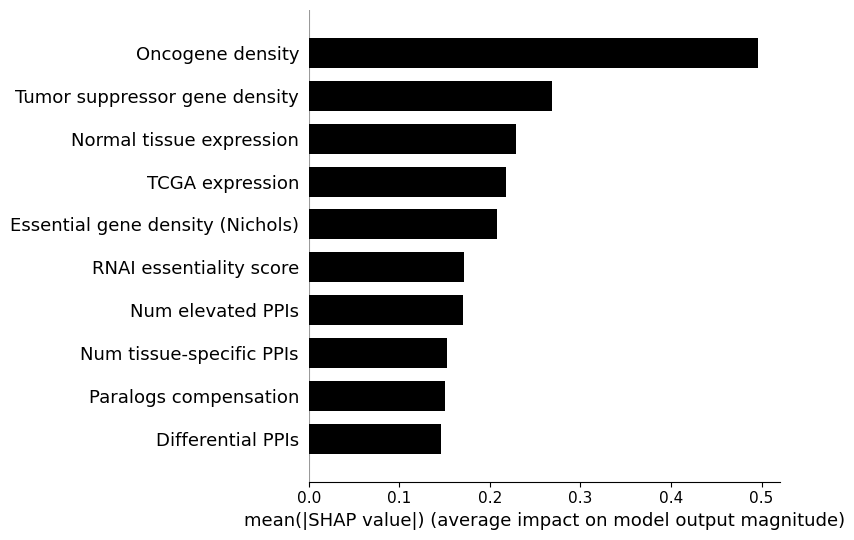 Oncogene density
Tumor suppressor gene density
Normal tissue expression
TCGA expression
Essential gene density (Nichols)
RNAI essentiality score
Num elevated PPIs
Num tissue-specific PPIs
Paralogs compensation
Differential PPIs
0.0 0.1 0.2 0.3 0.4 0.5
mean(|SHAP value|) (average impact on model output magnitude)